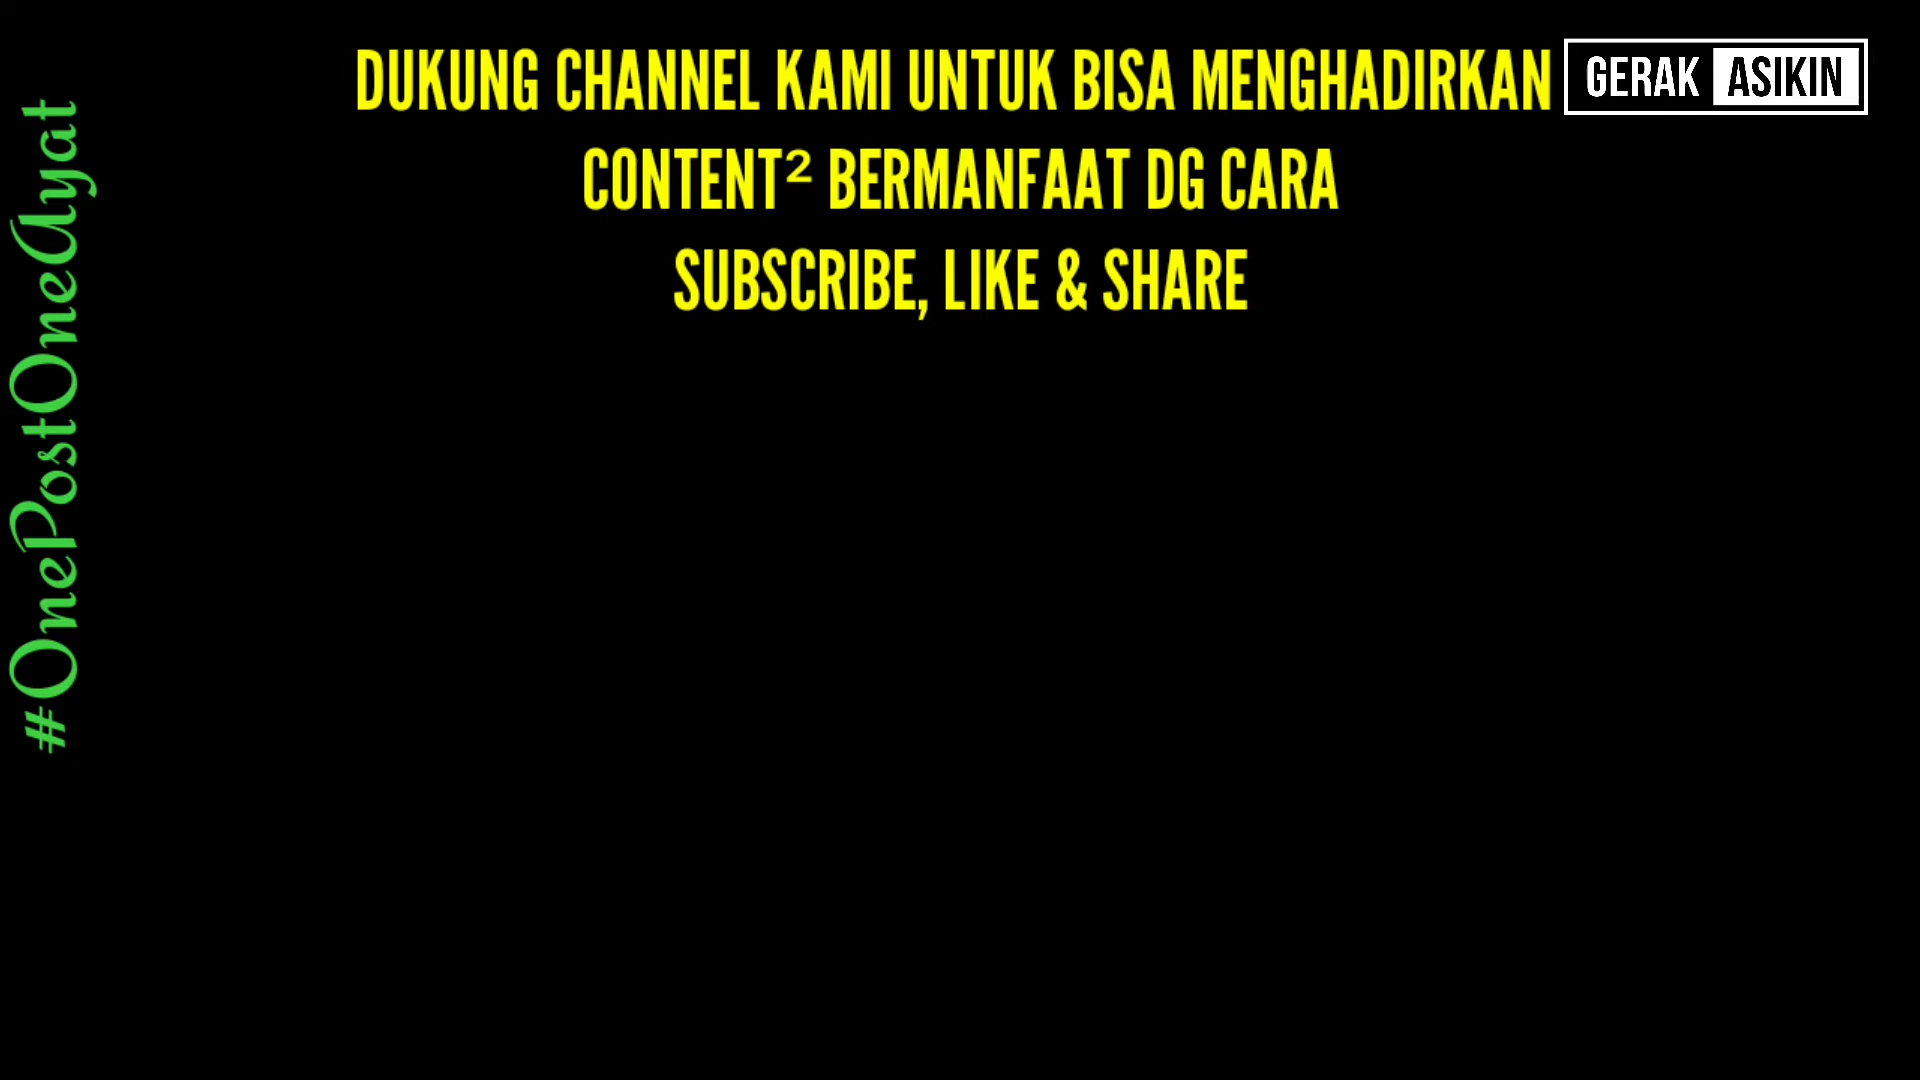 DUKUNG CHANNEL KAMI UNTUK BISA MENGHADIRKAN
CONTENT² BERMANFAAT DG CARA
SUBSCRIBE, LIKE & SHARE
GERAK ASIKIN
#OnePostOneAyat